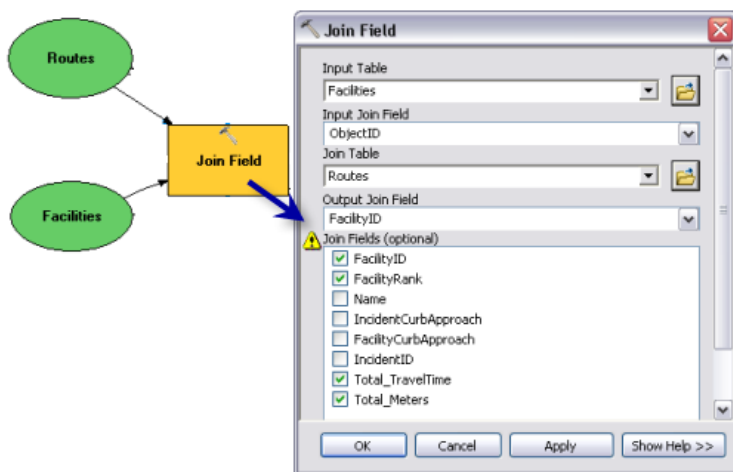 Routes
Join Field
Facilities
Join Field
Input Table
Facilities
Input Join Field
ObjectID
Join Table
Routes
Output Join Field
FacilityID
Join Fields (optional)
FacilityID
FacilityRank
Name
IncidentCurbApproach
FacilityCurbApproach
IncidentID
Total_TravelTime
Total_Meters
OK
Cancel
Apply
Show Help >>